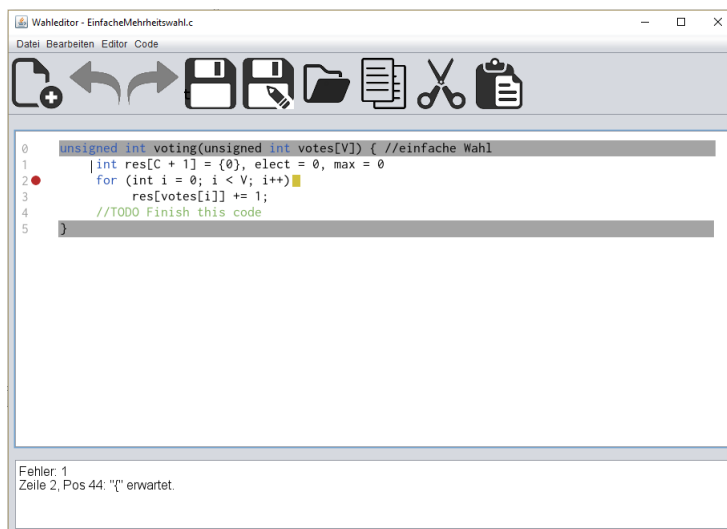 Wahleditor - EinfacheMehrheitswahl.c
Datei Bearbeiten Editor Code
0 unsigned int voting(unsigned int votes[V]) { //einfache Wahl
1 int res[C + 1] = {0}, elect = 0, max = 0
2 for (int i = 0; i < V; i++)
3 res[votes[i]] += 1;
4 //TODO Finish this code
5 }
Fehler: 1
Zeile 2, Pos 44: "{" erwartet.